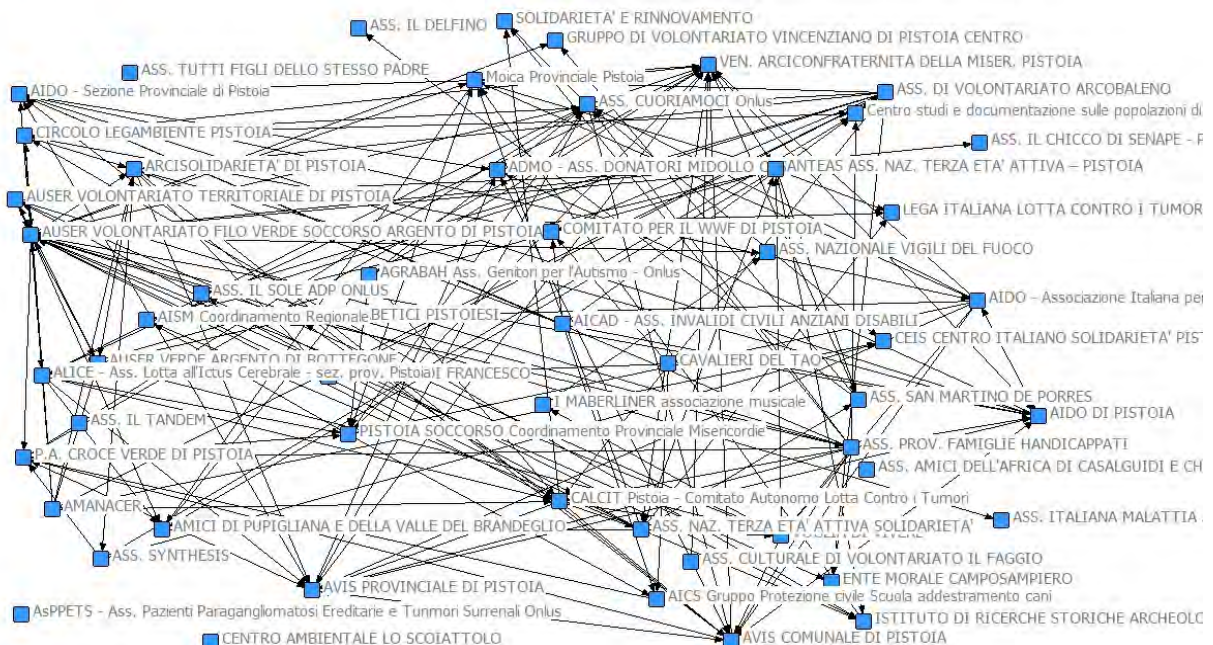 SOLIDARIETA' E RINNOVAMENTO
ASS. IL DELFINO
GRUPPO DI VOLONTARIATO VINCENZIANO DI PISTOIA CENTRO
VEN. ARCICONFRATERNITA DELLA MISER. PISTOIA
ASS. TUTTI FIGLI DELLO STESSO PADRE
Moica Provinciale Pistoia
AIDO - Sezione Provinciale di Pistoia
ASS. DI VOLONTARIATO ARCOBALENO
ASS. CUORIAMOCI Onlus
Centro studi e documentazione sulle popolazioni di
CIRCOLO LEGAMBIENTE PISTOIA
ASS. IL CHICCO DI SENAPE - P
ARCISOLIDARIETA' DI PISTOIA
ADMO - ASS. DONATORI MIDOLLO
ANTEAS ASS. NAZ. TERZA ETA' ATTIVA – PISTOIA
AUSER VOLONTARIATO TERRITORIALE DI PISTOIA
LEGA ITALIANA LOTTA CONTRO I TUMOR
AUSER VOLONTARIATO FILO VERDE SOCCORSO ARGENTO DI PISTOIA
COMITATO PER IL WWF DI PISTOIA
ASS. NAZIONALE VIGILI DEL FUOCO
AGRABAH Ass. Genitori per l'Autismo - Onlus
ASS. IL SOLE ADP ONLUS
AIDO - Associazione Italiana per
AISM Coordinamento Regionale
BETICI PISTOIESI
AICAD - ASS. INVALIDI CIVILI ANZIANI DISABILI
CEIS CENTRO ITALIANO SOLIDARIETA' PIST
AUSER VERDE ARGENTO DI BOTTEGONE
CAVALIERI DEL TAO
ALICE - Ass. Lotta all'Ictus Cerebrale - sez. prov. Pistoia
I FRANCESCO
ASS. SAN MARTINO DE PORRES
I MABERLINER associazione musicale
AIDO DI PISTOIA
ASS. IL TANDEM
PISTOIA SOCCORSO Coordinamento Provinciale Misericordie
ASS. PROV. FAMIGLIE HANDICAPPATI
P.A. CROCE VERDE DI PISTOIA
ASS. AMICI DELL'AFRICA DI CASALGUIDI E CH
CALCIT Pistoia - Comitato Autonomo Lotta Contro i Tumori
AMANACER
ASS. ITALIANA MALATTIA
AMICI DI PUPIGLIANA E DELLA VALLE DEL BRANDEGLIO
ASS. NAZ. TERZA ETA' ATTIVA SOLIDARIETA'
ASS. SYNTHESIS
ASS. CULTURALE DI VOLONTARIATO IL FAGGIO
ENTE MORALE CAMPOSAMPIERO
AVIS PROVINCIALE DI PISTOIA
AICS Gruppo Protezione civile Scuola addestramento cani
AsPPETS - Ass. Pazienti Paragangliomatosi Ereditarie e Tunmori Surrenali Onlus
ISTITUTO DI RICERCHE STORICHE ARCHEOLO
CENTRO AMBIENTALE LO SCOIATTOLO
AVIS COMUNALE DI PISTOIA